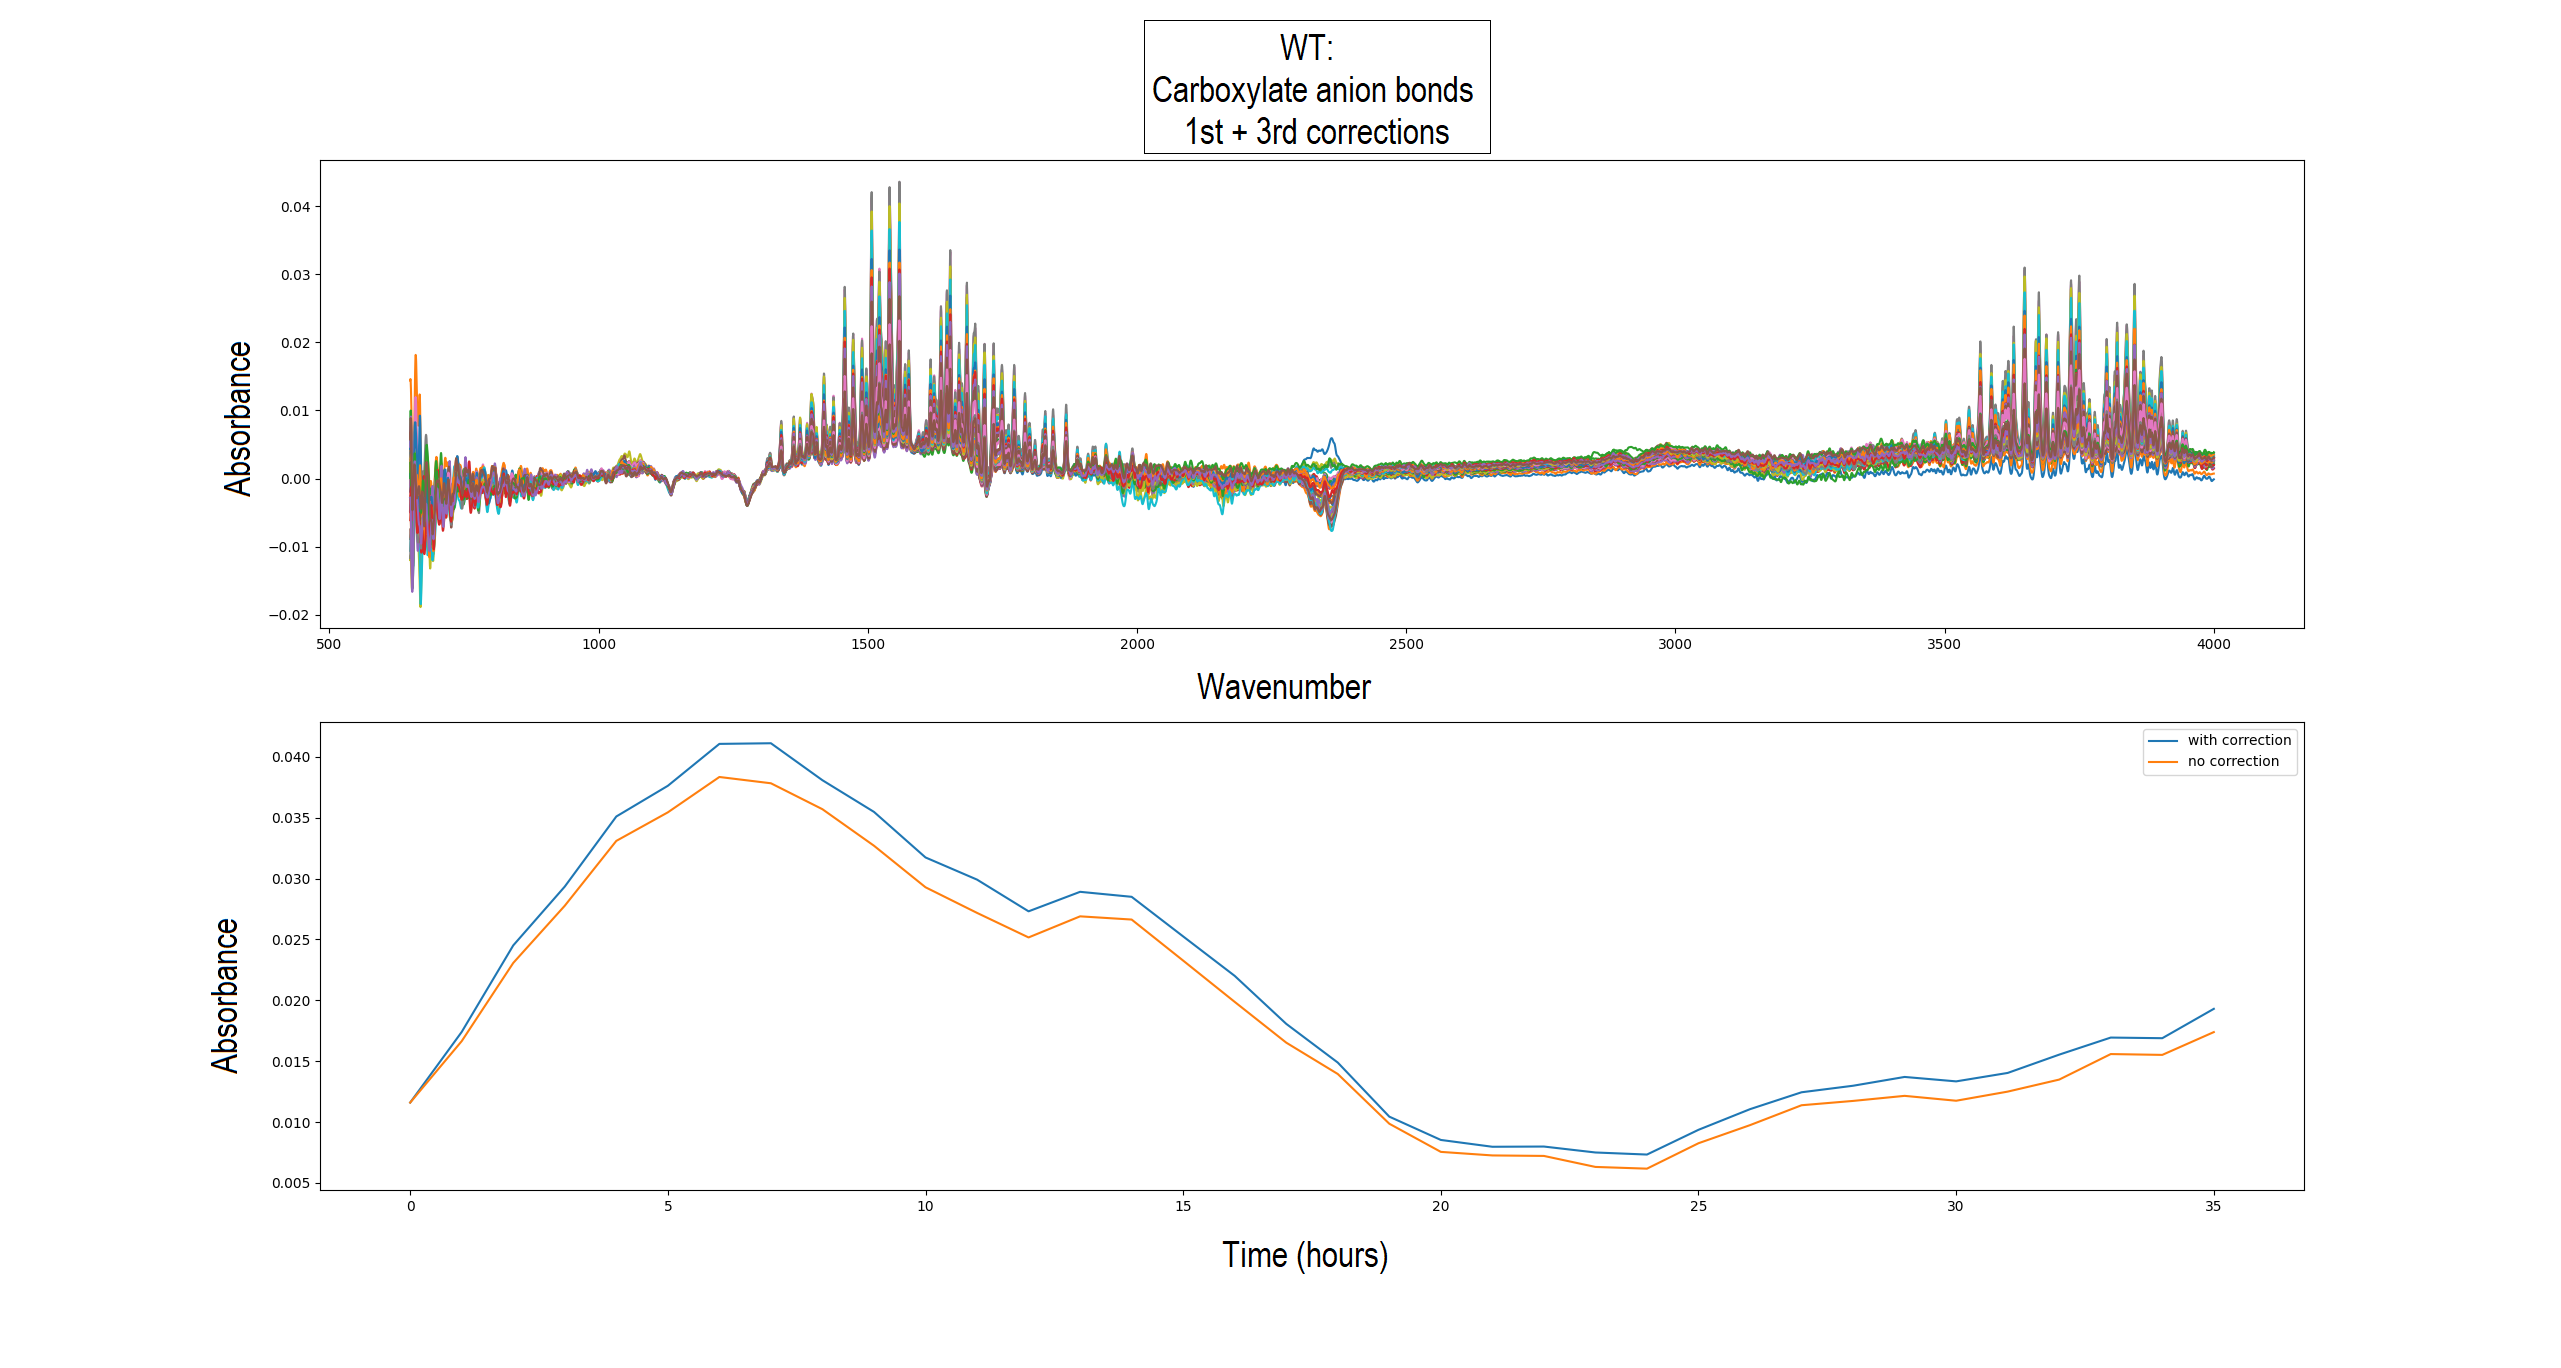 WT:
Carboxylate anion bonds
1st + 3rd corrections
Absorbance
0.04
0.03
0.02
0.01
0.00
−0.01
−0.02
500 1000 1500 2000 2500 3000 3500 4000
Wavenumber
with correction
no correction
Absorbance
0.040
0.035
0.030
0.025
0.020
0.015
0.010
0.005
0 5 10 15 20 25 30 35
Time (hours)